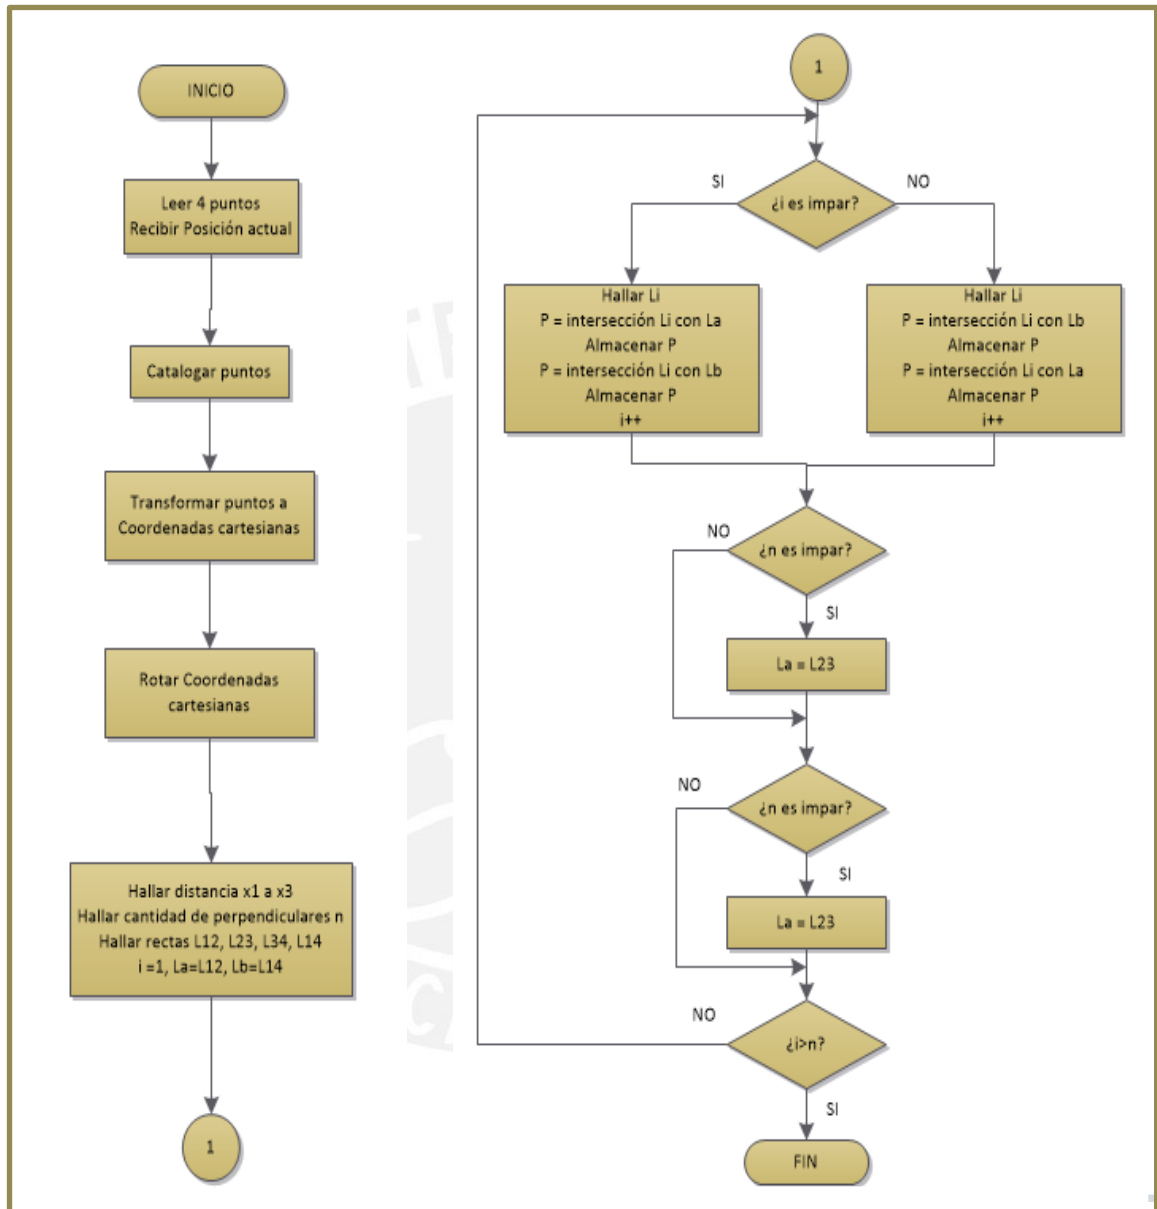 INICIO
Leer 4 puntos
Recibir Posición actual
Catalogar puntos
Transformar puntos a
Coordenadas cartesianas
Rotar Coordenadas
cartesianas
Hallar distancia x1 a x3
Hallar cantidad de perpendiculares n
Hallar rectas L12, L23, L34, L14
i =1, La=L12, Lb=L14
1
1
¿i es impar?
SI
NO
Hallar Li
P = intersección Li con La
Almacenar P
P = intersección Li con Lb
Almacenar P
i++
Hallar Li
P = intersección Li con Lb
Almacenar P
P = intersección Li con La
Almacenar P
i++
¿n es impar?
NO
SI
La = L23
¿n es impar?
NO
SI
La = L23
¿i>n?
NO
SI
FIN